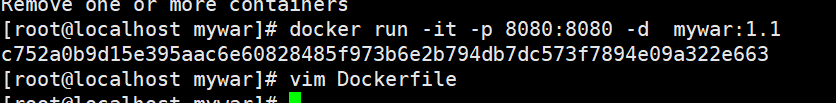 Remove one or more containers
[root@localhost mywar]# docker run -it -p 8080:8080 -d  mywar:1.1
c752a0b9d15e395aac6e60828485f973b6e2b794db7dc573f7894e09a322e663
[root@localhost mywar]# vim Dockerfile
[root@localhost mywar]#